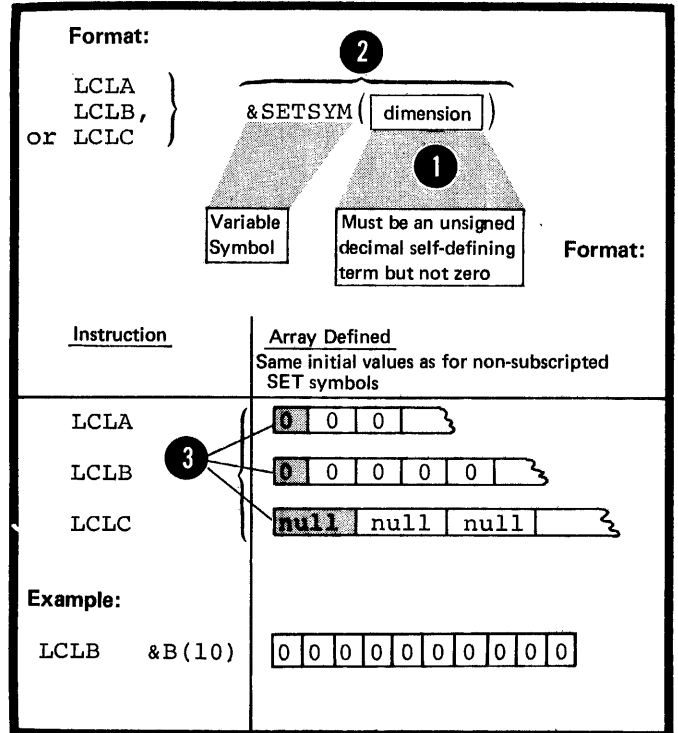 Format:
2
LCLA
LCLB,
or LCLC
&SETSYM( dimension )
1
Variable
Symbol
Must be an unsigned
decimal self-defining
term but not zero
Format:
Instruction
Array Defined
Same initial values as for non-subscripted
SET symbols
LCLA
0 0 0
3
LCLB
0 0 0 0 0
LCLC
null null null
Example:
LCLB &B(10)
0 0 0 0 0 0 0 0 0 0